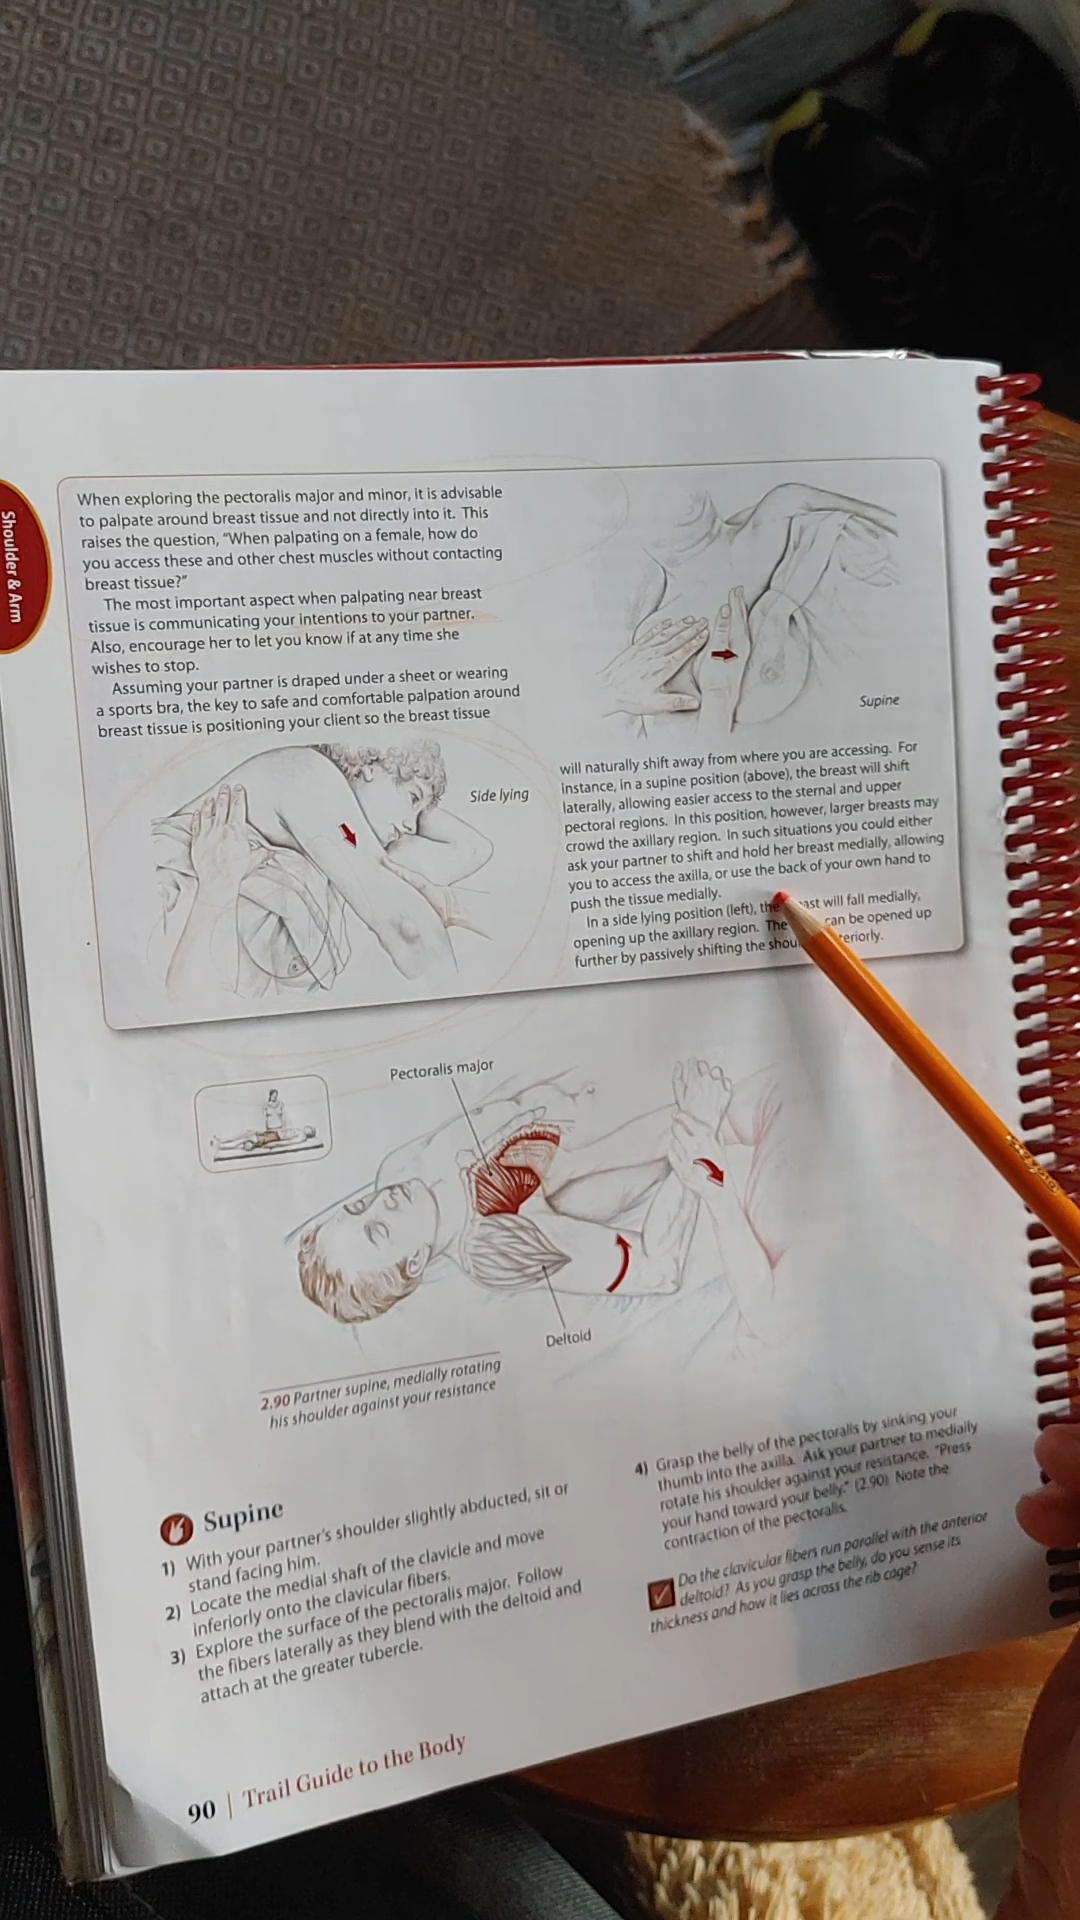 Shoulder & Arm
When exploring the pectoralis major and minor, it is advisable
to palpate around breast tissue and not directly into it. This
raises the question, "When palpating on a female, how do
you access these and other chest muscles without contacting
breast tissue?"
The most important aspect when palpating near breast
tissue is communicating your intentions to your partner.
Also, encourage her to let you know if at any time she
wishes to stop.
Assuming your partner is draped under a sheet or wearing
a sports bra, the key to safe and comfortable palpation around
breast tissue is positioning your client so the breast tissue
Supine
Side lying
will naturally shift away from where you are accessing. For
instance, in a supine position (above), the breast will shift
laterally, allowing easier access to the sternal and upper
pectoral regions. In this position, however, larger breasts may
crowd the axillary region. In such situations you could either
ask your partner to shift and hold her breast medially, allowing
you to access the axilla, or use the back of your own hand to
push the tissue medially.
In a side lying position (left), the will fall medially,
opening up the axillary region. The can be opened up
further by passively shifting the
Pectoralis major
Deltoid
2.90 Partner supine, medially rotating
his shoulder against your resistance
Supine
1) With your partner's shoulder slightly abducted, sit or
stand facing him.
2) Locate the medial shaft of the clavicle and move
inferiorly onto the clavicular fibers.
3) Explore the surface of the pectoralis major. Follow
the fibers laterally as they blend with the deltoid and
attach at the greater tubercle.
4) Grasp the belly of the pectoralis by sinking your
thumb into the axilla. Ask your partner to medially
rotate his shoulder against your resistance. "Press
your hand toward your belly." (2.90) Note the
contraction of the pectoralis.
Do the clavicular fibers run parallel with the anterior
deltoid? As you grasp the belly, do you sense its
thickness and how it lies across the rib cage?
90 | Trail Guide to the Body